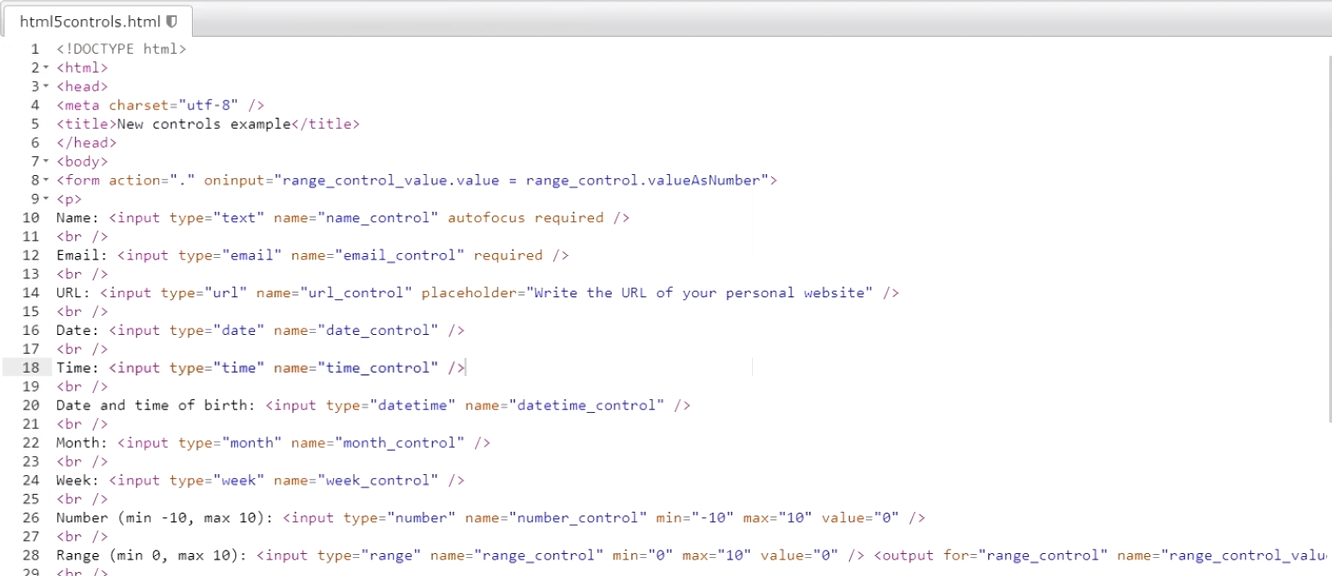 html5controls.html
1 <!DOCTYPE html>
2 <html>
3 <head>
4 <meta charset="utf-8" />
5 <title>New controls example</title>
6 </head>
7 <body>
8 <form action="." oninput="range_control_value.value = range_control.valueAsNumber">
9 <p>
10 Name: <input type="text" name="name_control" autofocus required />
11 <br />
12 Email: <input type="email" name="email_control" required />
13 <br />
14 URL: <input type="url" name="url_control" placeholder="Write the URL of your personal website" />
15 <br />
16 Date: <input type="date" name="date_control" />
17 <br />
18 Time: <input type="time" name="time_control" />
19 <br />
20 Date and time of birth: <input type="datetime" name="datetime_control" />
21 <br />
22 Month: <input type="month" name="month_control" />
23 <br />
24 Week: <input type="week" name="week_control" />
25 <br />
26 Number (min -10, max 10): <input type="number" name="number_control" min="-10" max="10" value="0" />
27 <br />
28 Range (min 0, max 10): <input type="range" name="range_control" min="0" max="10" value="0" /> <output for="range_control" name="range_control_valu
29 <br />